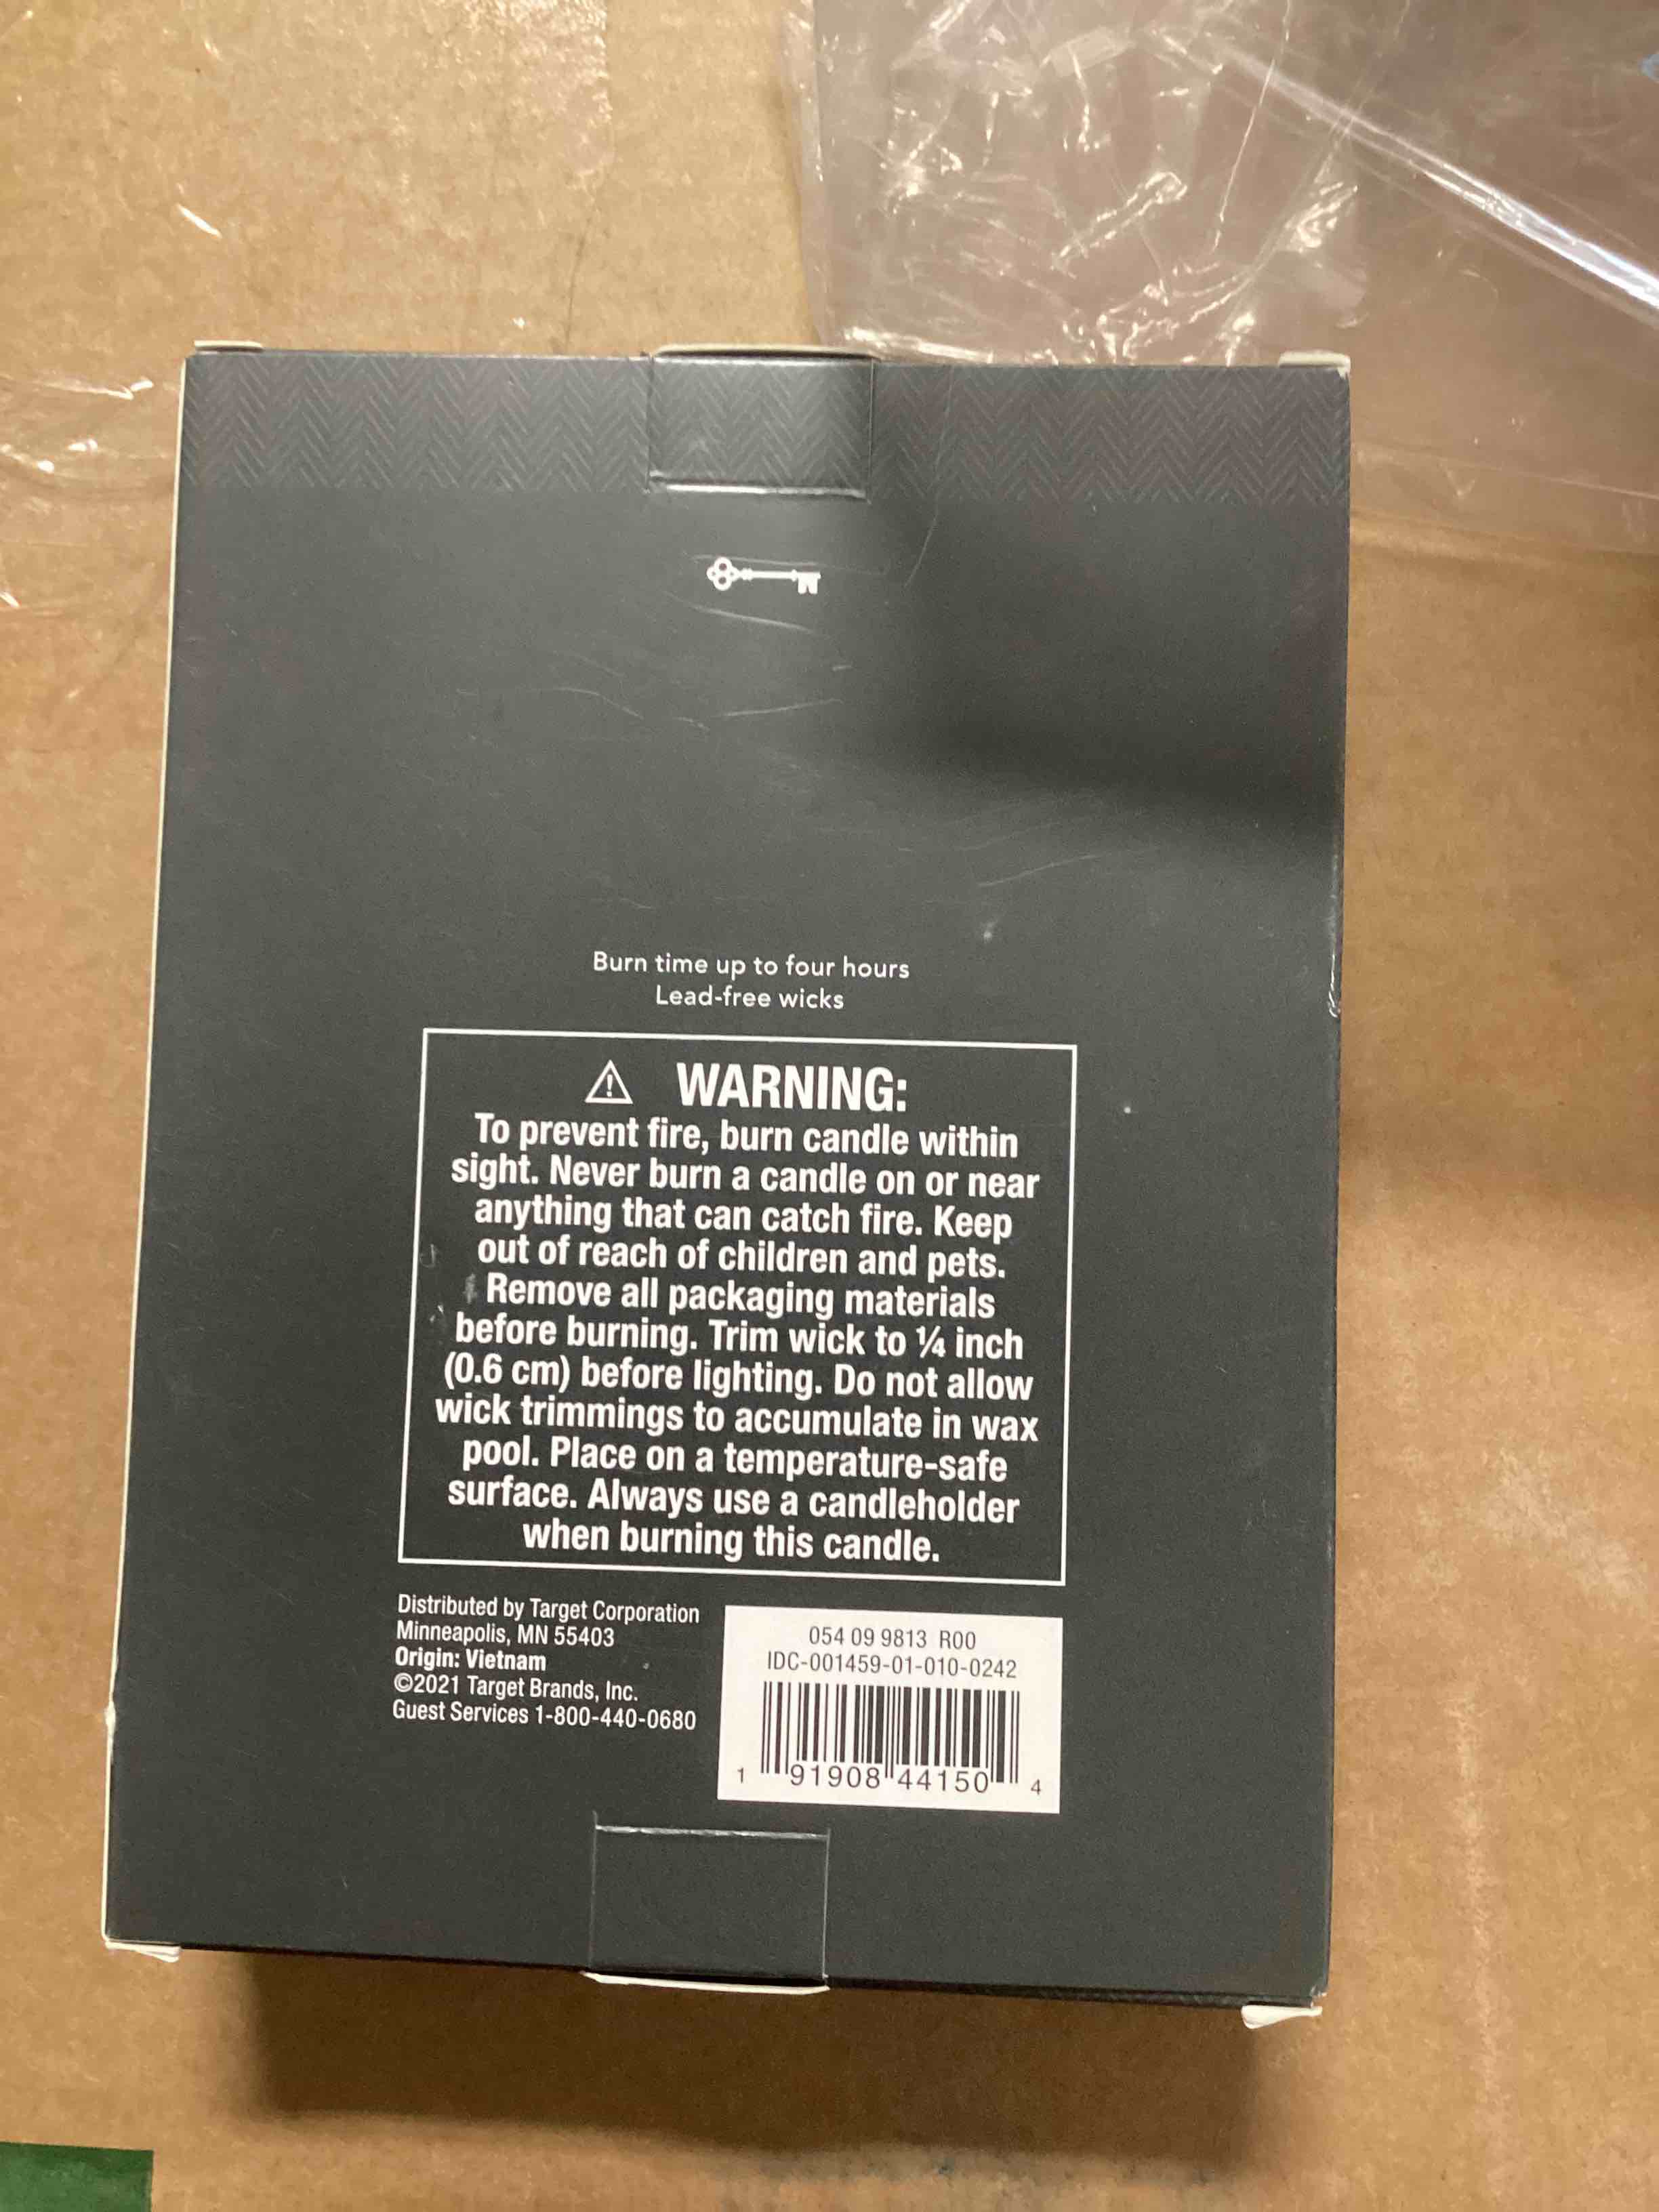 Burn time up to four hours
Lead-free wicks
⚠ WARNING:
To prevent fire, burn candle within
sight. Never burn a candle on or near
anything that can catch fire. Keep
out of reach of children and pets.
Remove all packaging materials
before burning. Trim wick to ¼ inch
(0.6 cm) before lighting. Do not allow
wick trimmings to accumulate in wax
pool. Place on a temperature-safe
surface. Always use a candleholder
when burning this candle.
Distributed by Target Corporation
Minneapolis, MN 55403
Origin: Vietnam
©2021 Target Brands, Inc.
Guest Services 1-800-440-0680
054 09 9813 R00
IDC-001459-01-010-0242
1 91908 44150 4